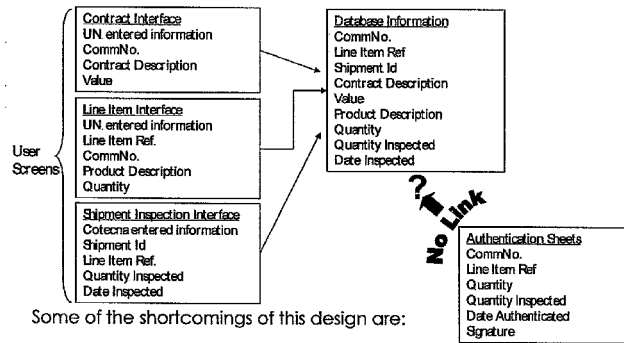 Contract Interface
UN. entered information
CommNo.
Contract Description
Value
Line Item Interface
UN. entered information
Line Item Ref.
CommNo.
Product Description
Quantity
Shipment Inspection Interface
Cotecna entered information
Shipment Id
Line Item Ref.
Quantity Inspected
Date Inspected
User
Screens
Database Information
CommNo.
Line Item Ref
Shipment Id
Contract Description
Value
Product Description
Quantity
Quantity Inspected
Date Inspected
?
No Link
Authentication Sheets
CommNo.
Line Item Ref
Quantity
Quantity Inspected
Date Authenticated
Signature
Some of the shortcomings of this design are: